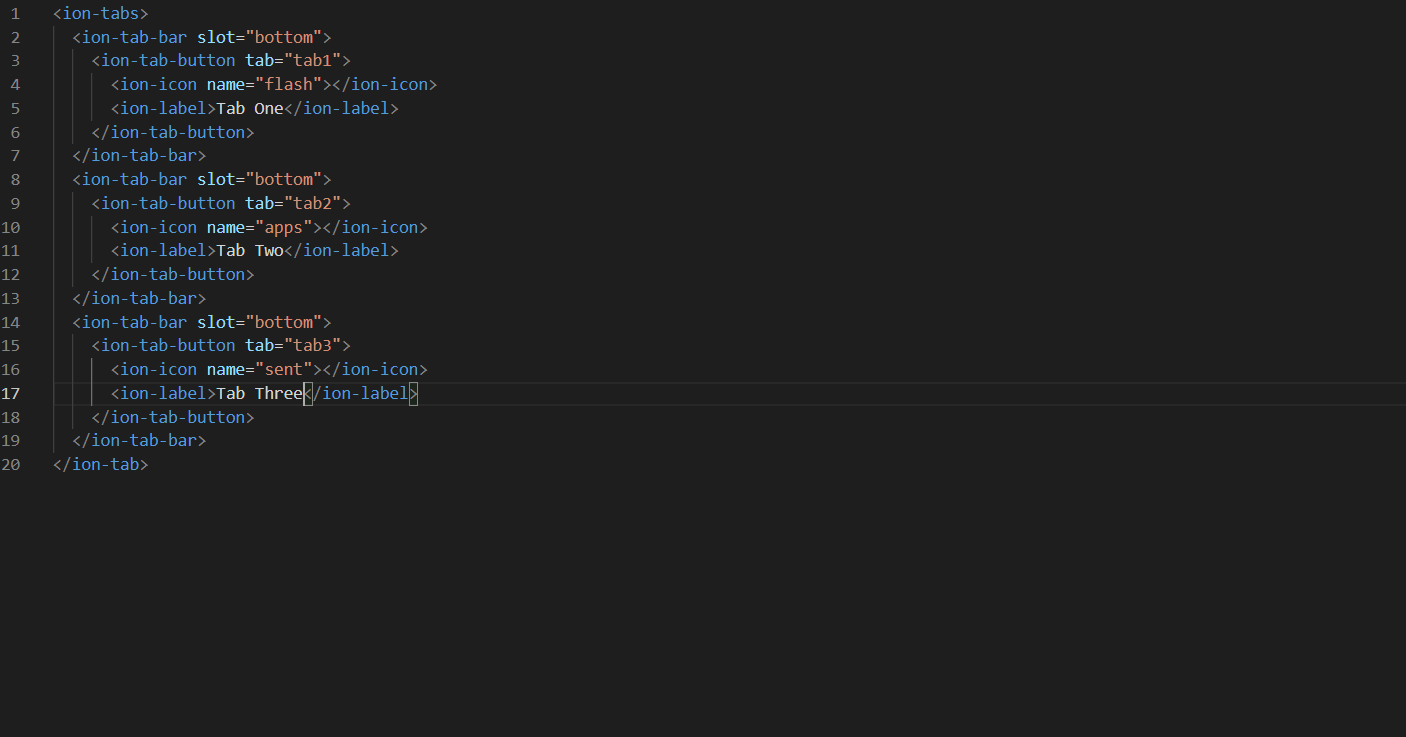 1 <ion-tabs>
2 <ion-tab-bar slot="bottom">
3 <ion-tab-button tab="tab1">
4 <ion-icon name="flash"></ion-icon>
5 <ion-label>Tab One</ion-label>
6 </ion-tab-button>
7 </ion-tab-bar>
8 <ion-tab-bar slot="bottom">
9 <ion-tab-button tab="tab2">
10 <ion-icon name="apps"></ion-icon>
11 <ion-label>Tab Two</ion-label>
12 </ion-tab-button>
13 </ion-tab-bar>
14 <ion-tab-bar slot="bottom">
15 <ion-tab-button tab="tab3">
16 <ion-icon name="sent"></ion-icon>
17 <ion-label>Tab Three</ion-label>
18 </ion-tab-button>
19 </ion-tab-bar>
20 </ion-tab>